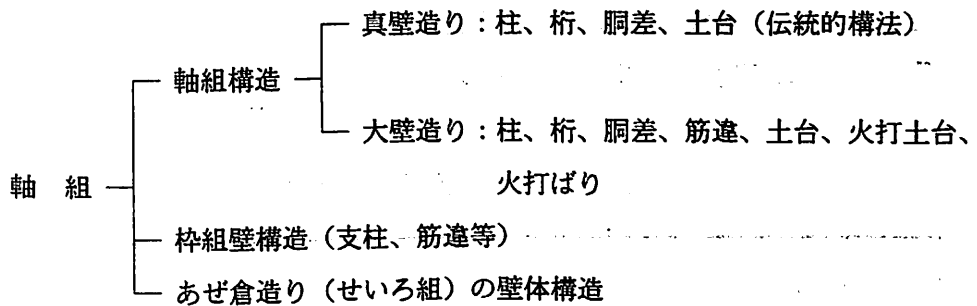 真壁造り：柱、桁、胴差、土台（伝統的構法）
軸組構造
大壁造り：柱、桁、胴差、筋違、土台、火打土台、
火打ばり
軸　組
枠組壁構造（支柱、筋違等）
あぜ倉造り（せいろ組）の壁体構造